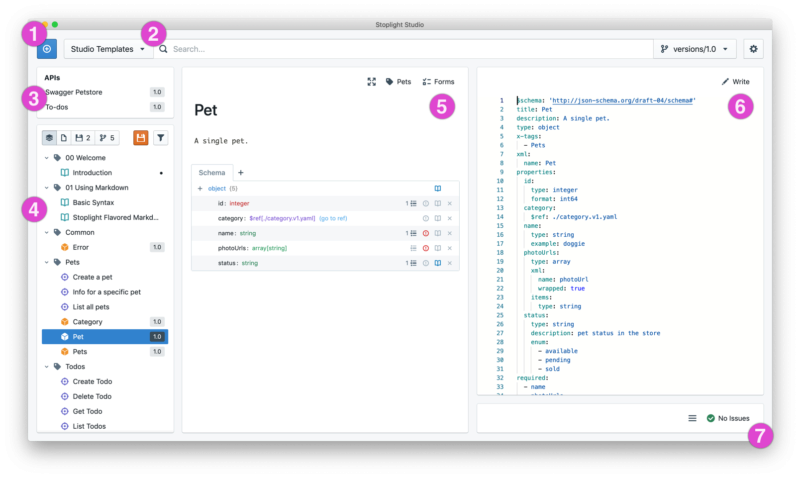 Stoplight Studio
1
2
Studio Templates
Search...
versions/1.0
APIs
3
Swagger Petstore 1.0
To-dos 1.0
2
5
00 Welcome
Introduction
01 Using Markdown
4
Basic Syntax
Stoplight Flavored Markd...
Common
Error 1.0
Pets
Create a pet
Info for a specific pet
List all pets
Category 1.0
Pet 1.0
Pets 1.0
Todos
Create Todo
Delete Todo
Get Todo
List Todos
Pets
Forms
5
Pet
A single pet.
Schema +
object {5}
id: integer 1
category: $ref[./category.v1.yaml] (go to ref)
name: string 1
photoUrls: array[string]
status: string 1
Write
6
1 $schema: 'http://json-schema.org/draft-04/schema#'
2 title: Pet
3 description: A single pet.
4 type: object
5 x-tags:
6 - Pets
7 xml:
8 name: Pet
9 properties:
10 id:
11 type: integer
12 format: int64
13 category:
14 $ref: ./category.v1.yaml
15 name:
16 type: string
17 example: doggie
18 photoUrls:
19 type: array
20 xml:
21 name: photoUrl
22 wrapped: true
23 items:
24 type: string
25 status:
26 type: string
27 description: pet status in the store
28 enum:
29 - available
30 - pending
31 - sold
32 required:
33 - name
34 - photoUrls
No Issues
7